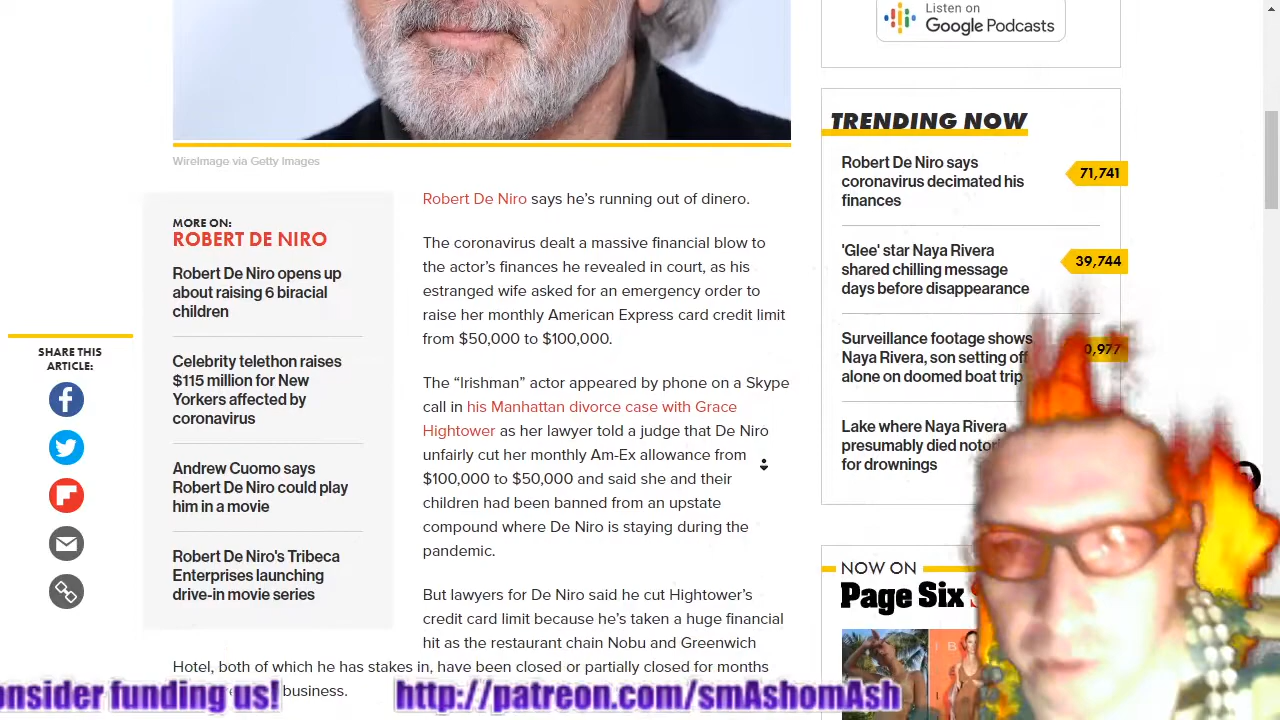 WireImage via Getty Images
MORE ON:
ROBERT DE NIRO
Robert De Niro opens up
about raising 6 biracial
children
Celebrity telethon raises
$115 million for New
Yorkers affected by
coronavirus
Andrew Cuomo says
Robert De Niro could play
him in a movie
Robert De Niro's Tribeca
Enterprises launching
drive-in movie series
SHARE THIS
ARTICLE:
Robert De Niro says he’s running out of dinero.
The coronavirus dealt a massive financial blow to
the actor’s finances he revealed in court, as his
estranged wife asked for an emergency order to
raise her monthly American Express card credit limit
from $50,000 to $100,000.
The “Irishman” actor appeared by phone on a Skype
call in his Manhattan divorce case with Grace
Hightower as her lawyer told a judge that De Niro
unfairly cut her monthly Am-Ex allowance from
$100,000 to $50,000 and said she and their
children had been banned from an upstate
compound where De Niro is staying during the
pandemic.
But lawyers for De Niro said he cut Hightower’s
credit card limit because he’s taken a huge financial
hit as the restaurant chain Nobu and Greenwich
Hotel, both of which he has stakes in, have been closed or partially closed for months
business.
Listen on
Google Podcasts
TRENDING NOW
Robert De Niro says
coronavirus decimated his
finances
71,741
'Glee' star Naya Rivera
shared chilling message
days before disappearance
39,744
Surveillance footage shows
Naya Rivera, son setting off
alone on doomed boat trip
0,977
Lake where Naya Rivera
presumably died
for drownings
NOW ON
Page Six
onsider funding us! http://patreon.com/smAshomAsh